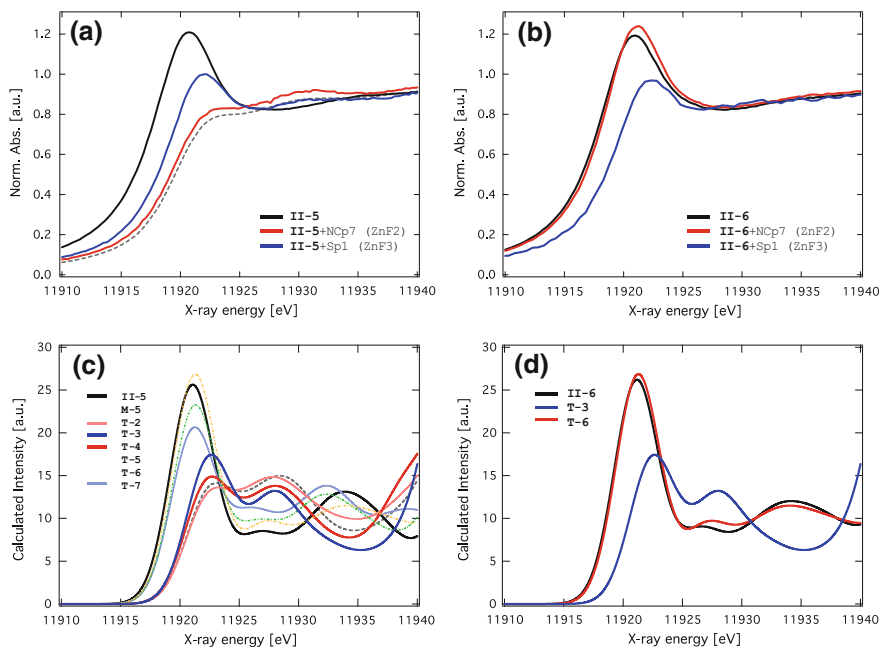 (a)
Norm. Abs. [a.u.]
1.2
1.0
0.8
0.6
0.4
0.2
0.0
II-5
II-5+NCp7 (ZnF2)
II-5+Sp1 (ZnF3)
11910 11915 11920 11925 11930 11935 11940
X-ray energy [eV]
(b)
Norm. Abs. [a.u.]
1.2
1.0
0.8
0.6
0.4
0.2
0.0
II-6
II-6+NCp7 (ZnF2)
II-6+Sp1 (ZnF3)
11910 11915 11920 11925 11930 11935 11940
X-ray energy [eV]
(c)
Calculated Intensity [a.u.]
30
25
20
15
10
5
0
II-5
M-5
T-2
T-3
T-4
T-5
T-6
T-7
11910 11915 11920 11925 11930 11935 11940
X-ray energy [eV]
(d)
Calculated Intensity [a.u.]
30
25
20
15
10
5
0
II-6
T-3
T-6
11910 11915 11920 11925 11930 11935 11940
X-ray energy [eV]